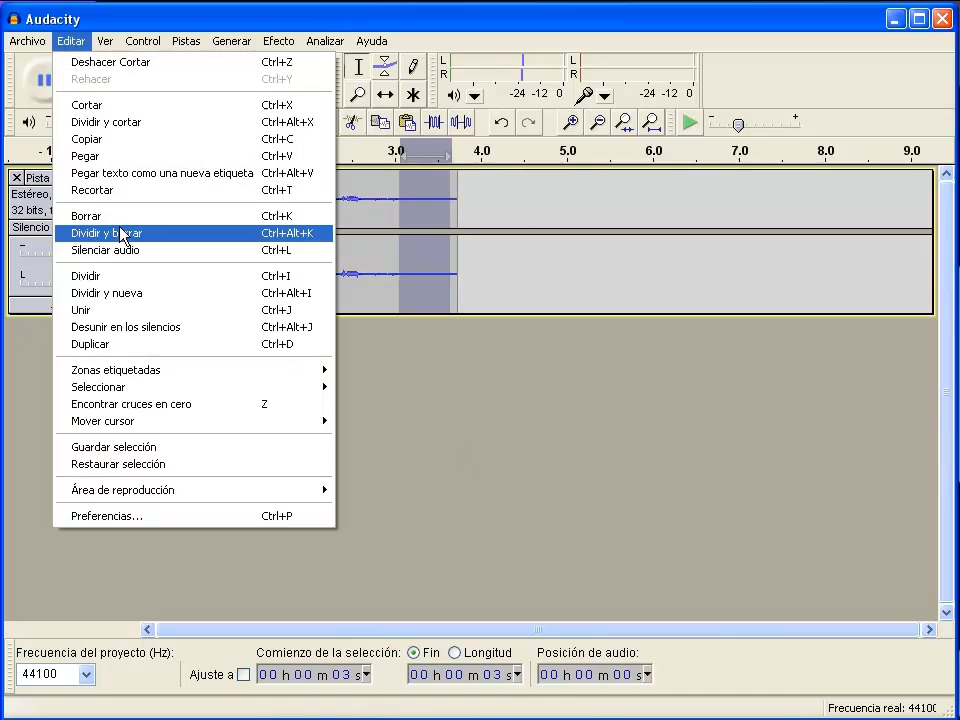 Audacity
Archivo Editar Ver Control Pistas Generar Efecto Analizar Ayuda
Deshacer Cortar Ctrl+Z
Rehacer Ctrl+Y
Cortar Ctrl+X
Dividir y cortar Ctrl+Alt+X
Copiar Ctrl+C
Pegar Ctrl+V
Pegar texto como una nueva etiqueta Ctrl+Alt+V
Recortar Ctrl+T
Borrar Ctrl+K
Dividir y borrar Ctrl+Alt+K
Silenciar audio Ctrl+L
Dividir Ctrl+I
Dividir y nueva Ctrl+Alt+I
Unir Ctrl+J
Desunir en los silencios Ctrl+Alt+J
Duplicar Ctrl+D
Zonas etiquetadas
Seleccionar
Encontrar cruces en cero Z
Mover cursor
Guardar selección
Restaurar selección
Área de reproducción
Preferencias... Ctrl+P
L L
R R
-24 -12 0 -48 -24 -12 0
- +
- 1 3.0 4.0 5.0 6.0 7.0 8.0 9.0
Pista
Estéreo,
32 bits,
Silencio
L
Frecuencia del proyecto (Hz): Comienzo de la selección: Fin Longitud Posición de audio:
44100 Ajuste a 00 h 00 m 03 s 00 h 00 m 03 s 00 h 00 m 00 s
Frecuencia real: 44100